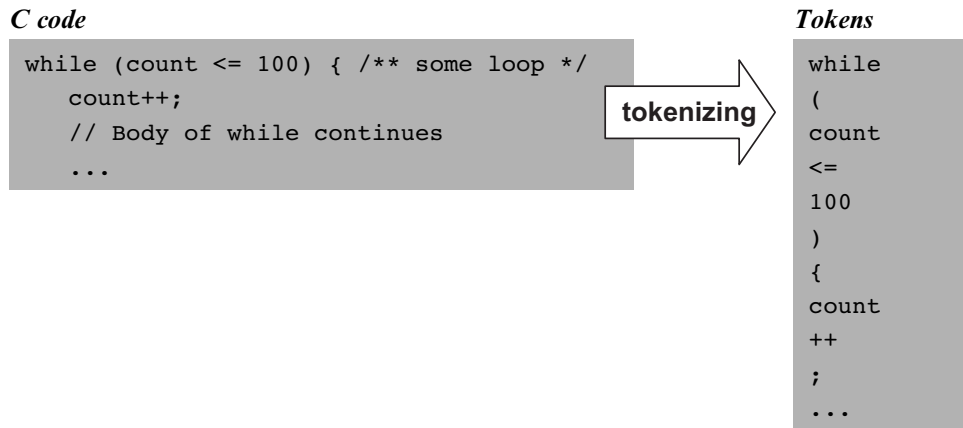 C code
while (count <= 100) { /** some loop */
count++;
// Body of while continues
...
tokenizing
Tokens
while
(
count
<=
100
)
{
count
++
;
...